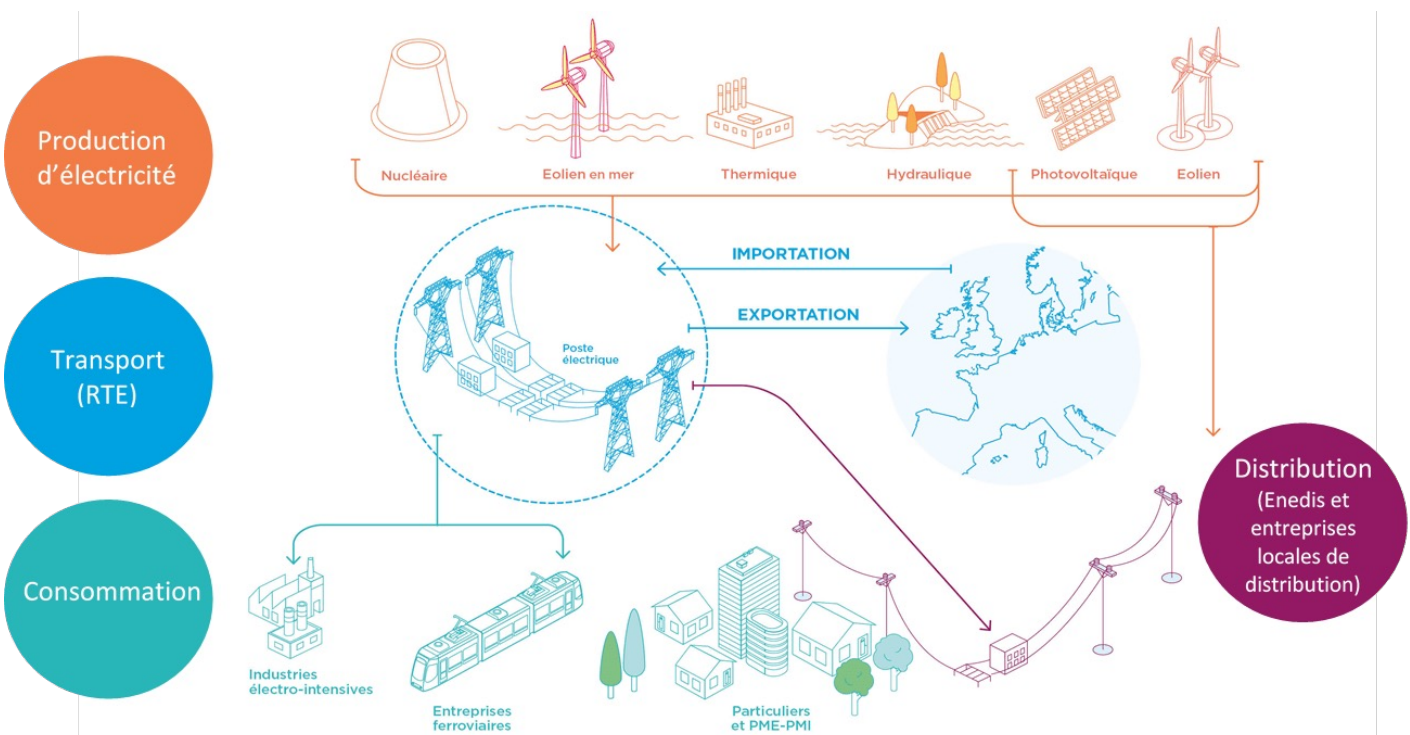 Production
d’électricité
Nucléaire
Eolien en mer
Thermique
Hydraulique
Photovoltaïque
Eolien
Transport
(RTE)
Poste
électrique
IMPORTATION
EXPORTATION
Distribution
(Enedis et
entreprises
locales de
distribution)
Consommation
Industries
électro-intensives
Entreprises
ferroviaires
Particuliers
et PME-PMI